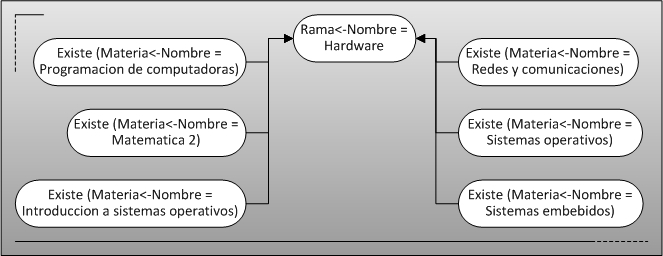 Rama<-Nombre =
Hardware
Existe (Materia<-Nombre =
Programacion de computadoras)
Existe (Materia<-Nombre =
Matematica 2)
Existe (Materia<-Nombre =
Introduccion a sistemas operativos)
Existe (Materia<-Nombre =
Redes y comunicaciones)
Existe (Materia<-Nombre =
Sistemas operativos)
Existe (Materia<-Nombre =
Sistemas embebidos)